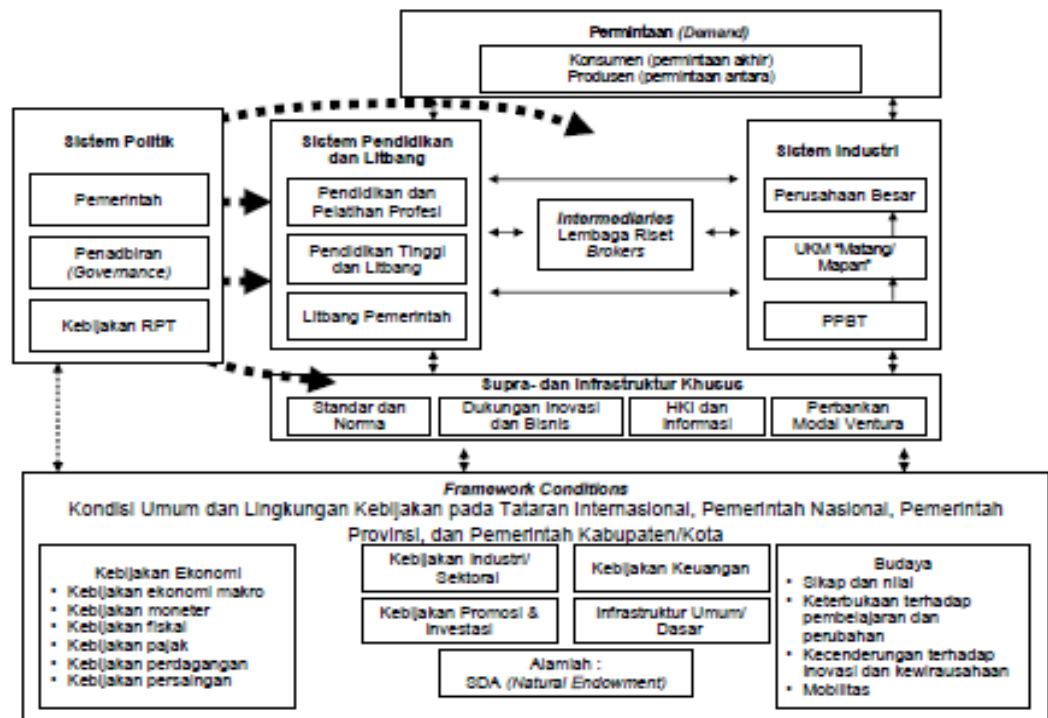 Permintaan (Demand)
Konsumen (permintaan akhir)
Produsen (permintaan antara)
Sistem Politik
Pemerintah
Penadbiran
(Governance)
Kebijakan RPT
Sistem Pendidikan
dan Litbang
Pendidikan dan
Pelatihan Profesi
Pendidikan Tinggi
dan Litbang
Litbang Pemerintah
Intermediaries
Lembaga Riset
Brokers
Sistem Industri
Perusahaan Besar
UKM "Matang/
Mapan"
PPBT
Supra- dan Infrastruktur Khusus
Standar dan
Norma
Dukungan Inovasi
dan Bisnis
HKI dan
Informasi
Perbankan
Modal Ventura
Framework Conditions
Kondisi Umum dan Lingkungan Kebijakan pada Tataran Internasional, Pemerintah Nasional, Pemerintah
Provinsi, dan Pemerintah Kabupaten/Kota
Kebijakan Ekonomi
• Kebijakan ekonomi makro
• Kebijakan moneter
• Kebijakan fiskal
• Kebijakan pajak
• Kebijakan perdagangan
• Kebijakan persaingan
Kebijakan Industri/
Sektoral
Kebijakan Keuangan
Kebijakan Promosi &
Investasi
Infrastruktur Umum/
Dasar
Alamiah :
SDA (Natural Endowment)
Budaya
• Sikap dan nilai
• Keterbukaan terhadap
pembelajaran dan
perubahan
• Kecenderungan terhadap
inovasi dan kewirausahaan
• Mobilitas